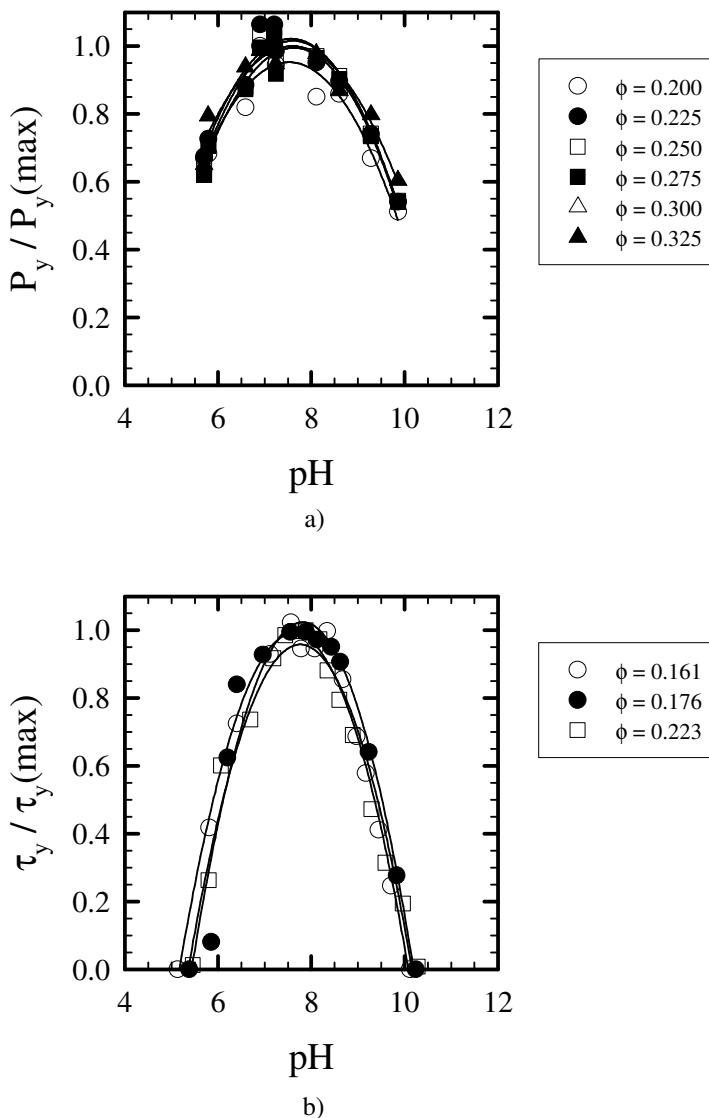 P_y / P_y(max)
1.0
0.8
0.6
0.4
0.2
0.0
4 6 8 10 12
pH
a)
ϕ = 0.200
ϕ = 0.225
ϕ = 0.250
ϕ = 0.275
ϕ = 0.300
ϕ = 0.325
τ_y / τ_y(max)
1.0
0.8
0.6
0.4
0.2
0.0
4 6 8 10 12
pH
b)
ϕ = 0.161
ϕ = 0.176
ϕ = 0.223